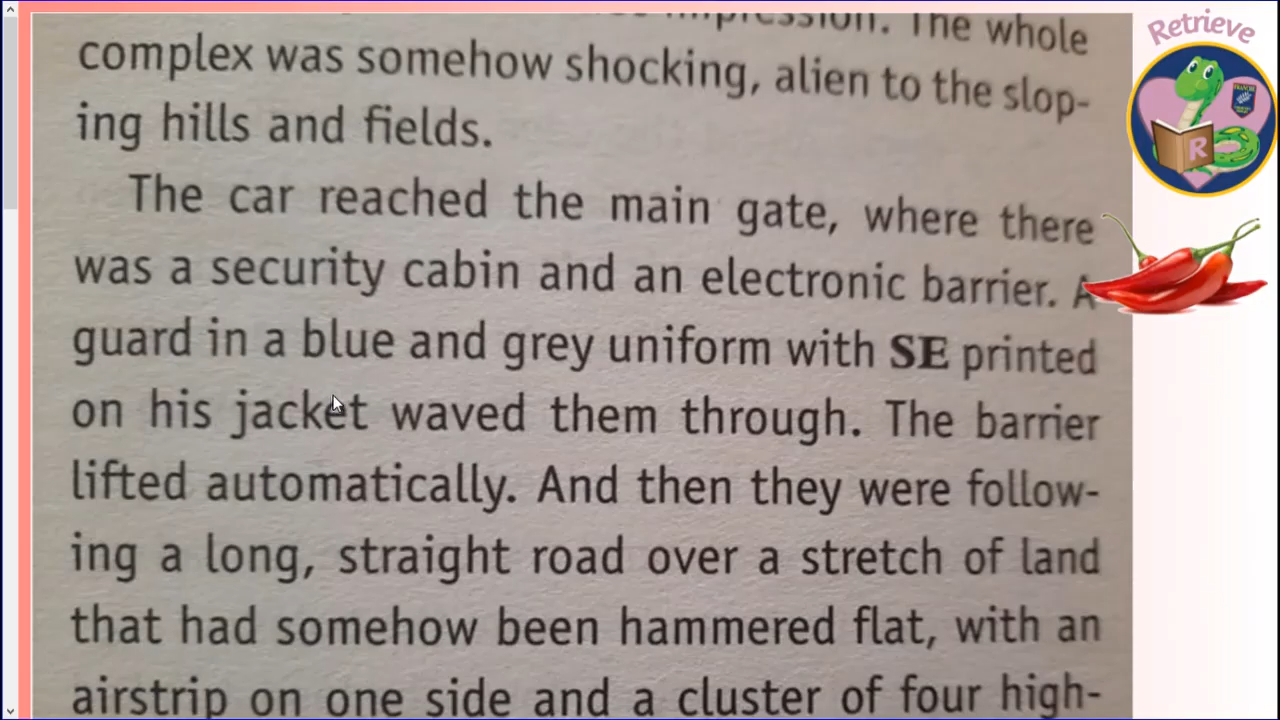 impression. The whole
complex was somehow shocking, alien to the slop-
ing hills and fields.
The car reached the main gate, where there
was a security cabin and an electronic barrier. A
guard in a blue and grey uniform with SE printed
on his jacket waved them through. The barrier
lifted automatically. And then they were follow-
ing a long, straight road over a stretch of land
that had somehow been hammered flat, with an
airstrip on one side and a cluster of four high-
Retrieve
R